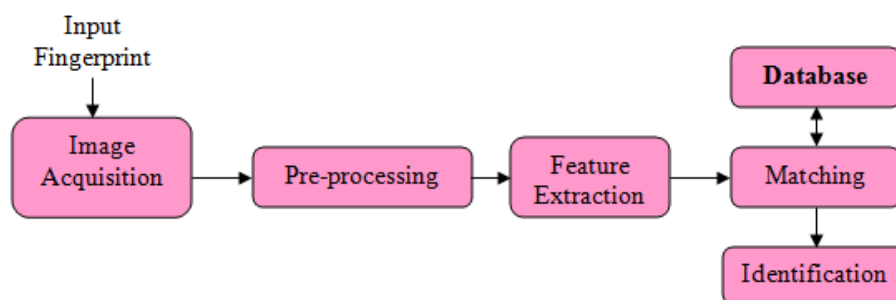 Input
Fingerprint
Image
Acquisition
Pre-processing
Feature
Extraction
Database
Matching
Identification